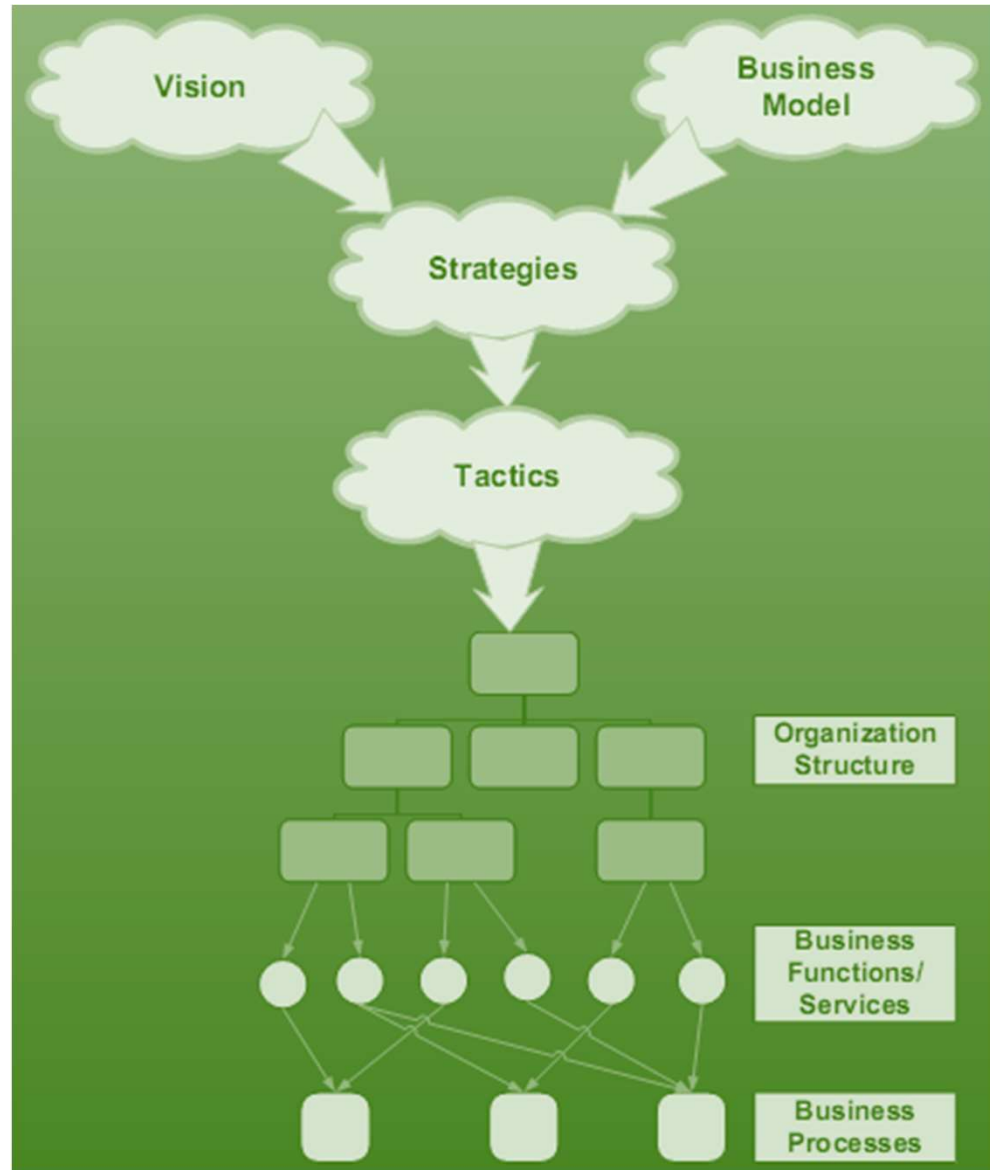 Vision
Business
Model
Strategies
Tactics
Organization
Structure
Business
Functions/
Services
Business
Processes